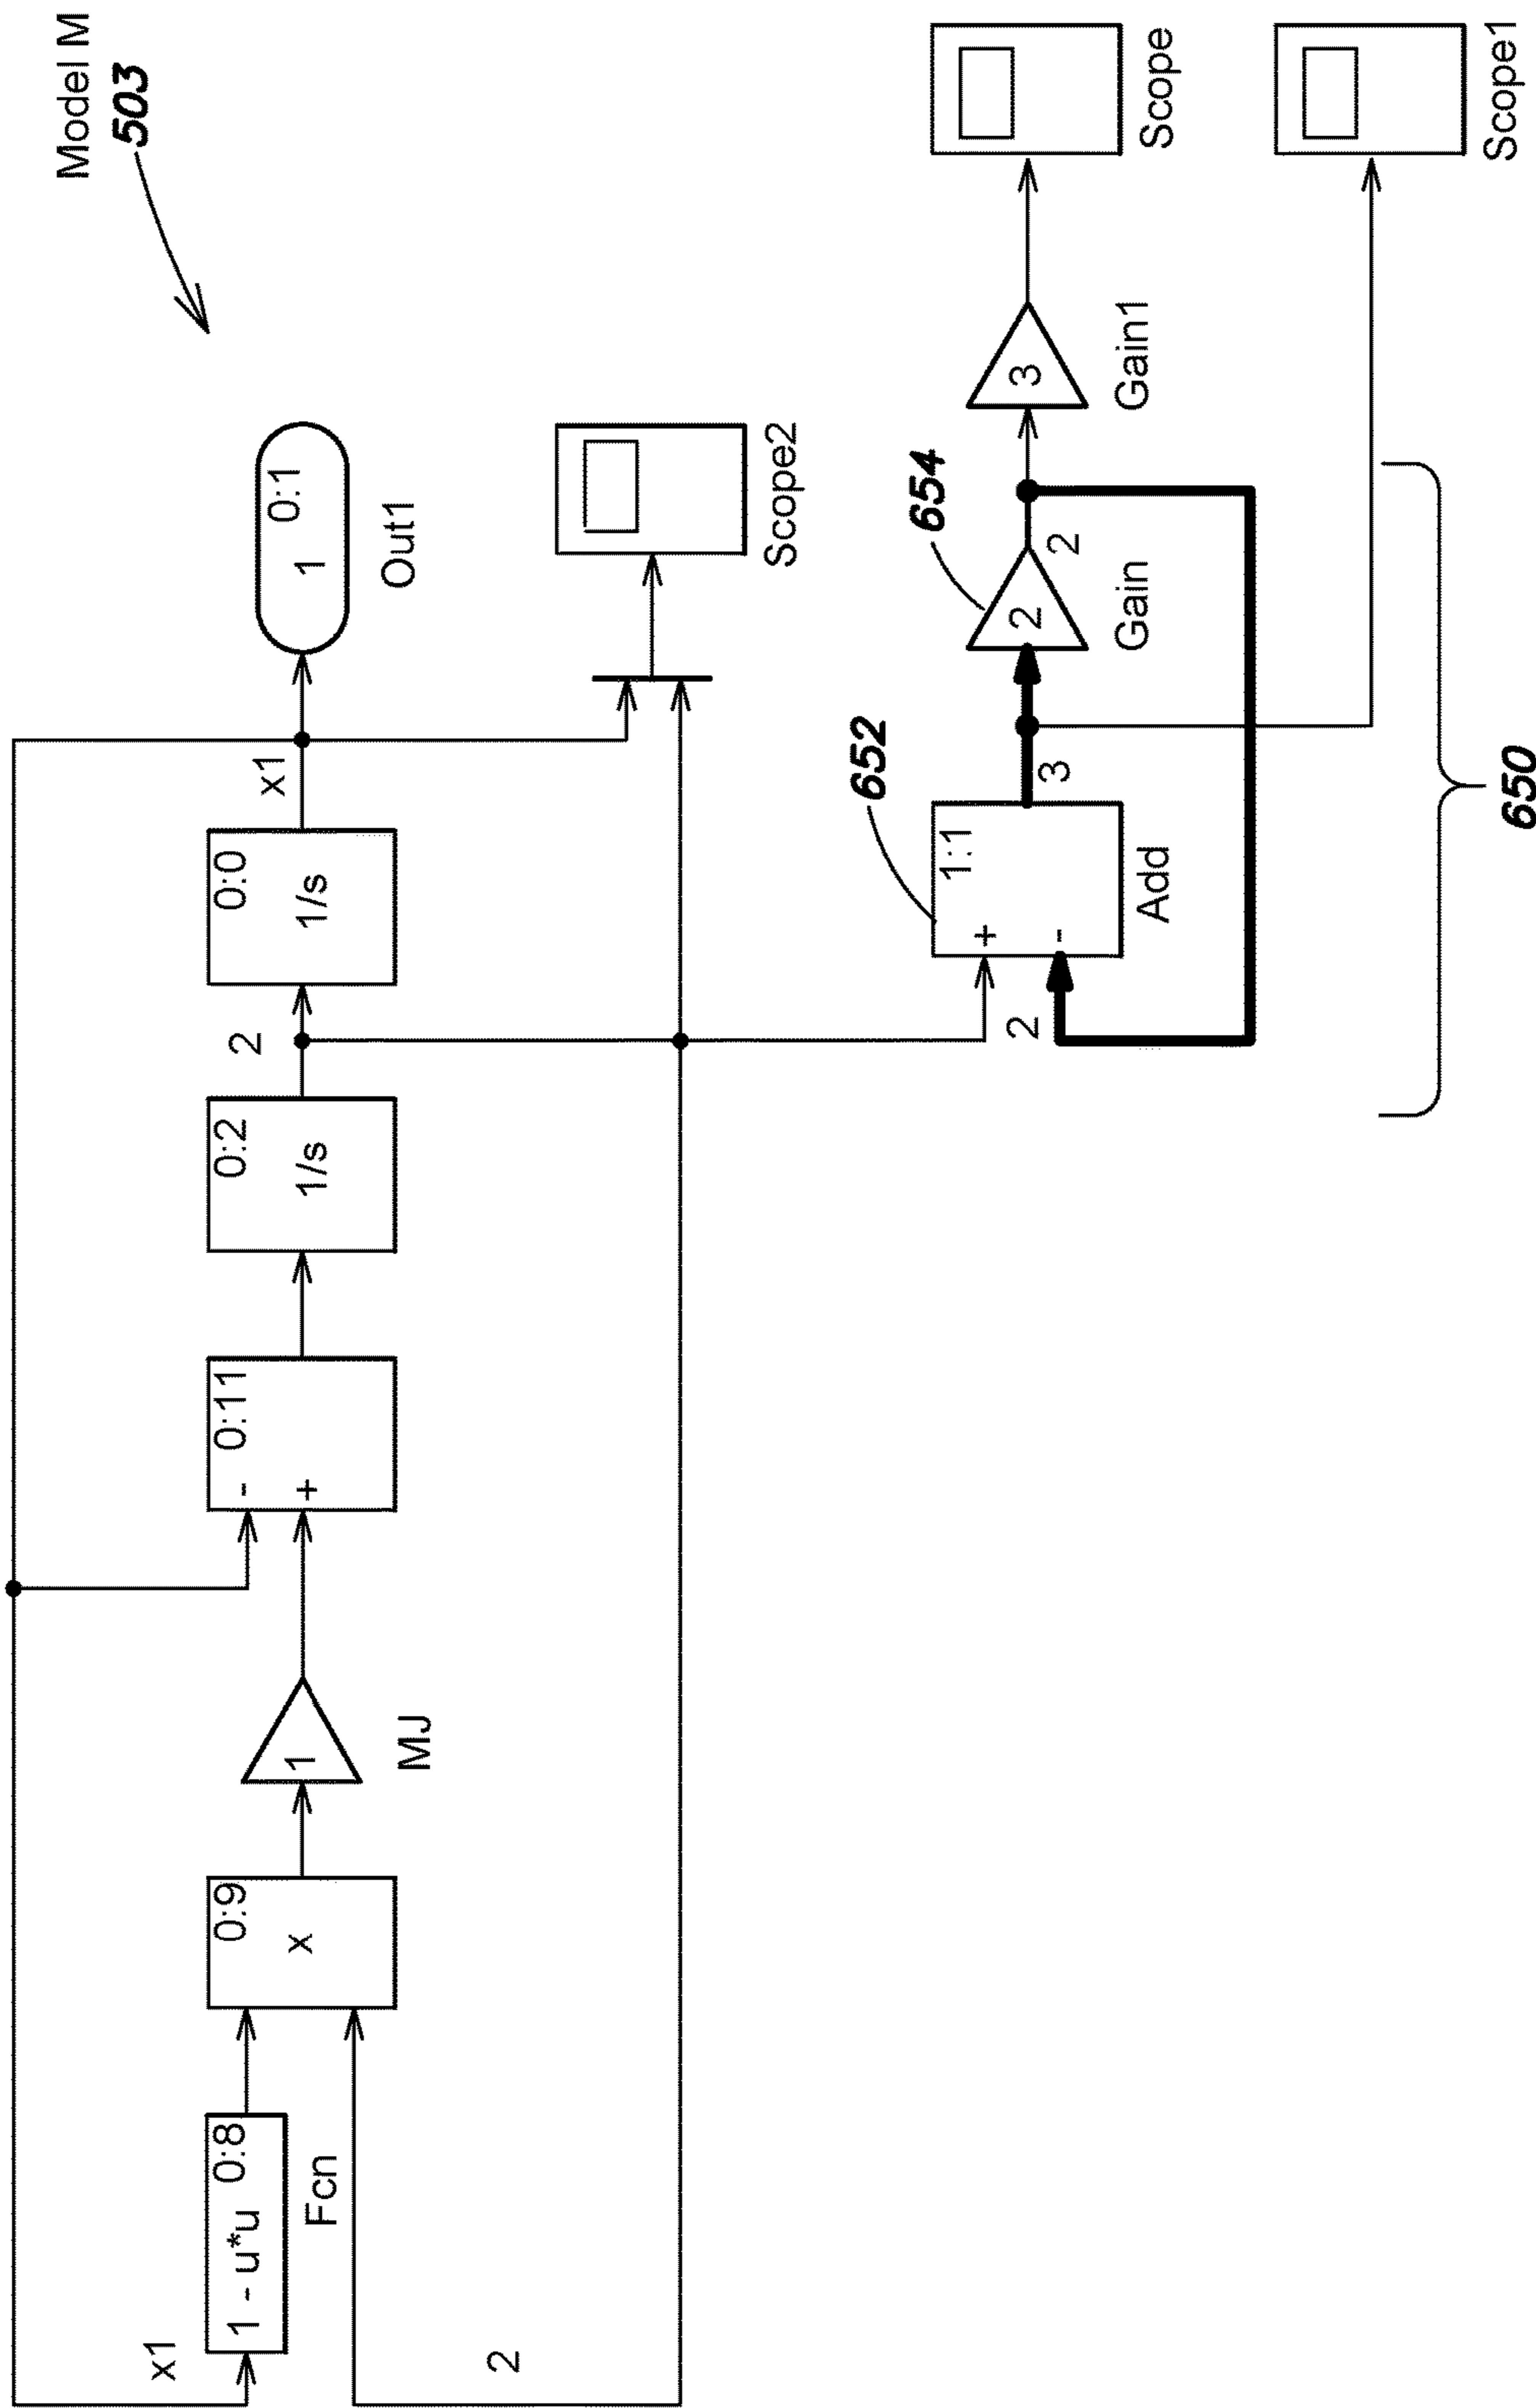 Model M
503
x1
1 - u*u 0:8
Fcn
2
0:9
x
1
MJ
0:11
-
+
0:2
1/s
2
0:0
1/s
x1
0:1
1
Out1
Scope2
652
1:1
+
-
2
Add
3
654
2
2
Gain
3
Gain1
Scope
Scope1
650